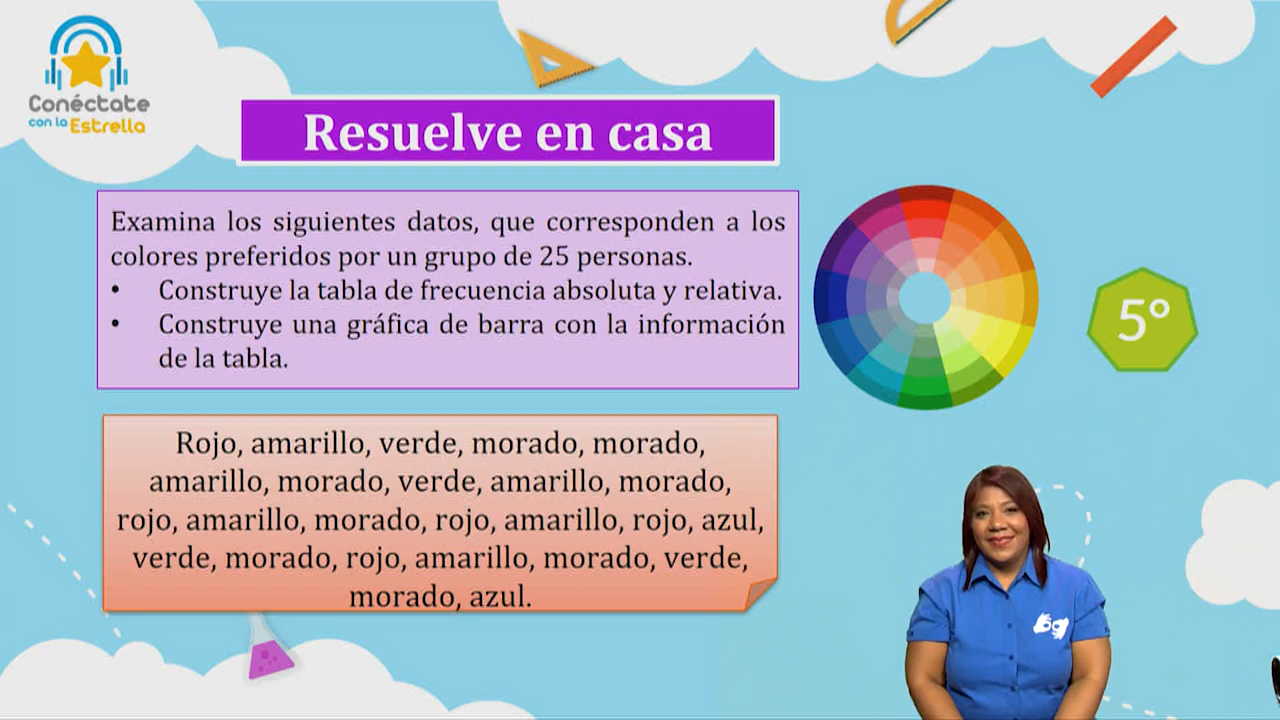 Conéctate
con la Estrella
Resuelve en casa
Examina los siguientes datos, que corresponden a los
colores preferidos por un grupo de 25 personas.
• Construye la tabla de frecuencia absoluta y relativa.
• Construye una gráfica de barra con la información
de la tabla.
5º
Rojo, amarillo, verde, morado, morado,
amarillo, morado, verde, amarillo, morado,
rojo, amarillo, morado, rojo, amarillo, rojo, azul,
verde, morado, rojo, amarillo, morado, verde,
morado, azul.